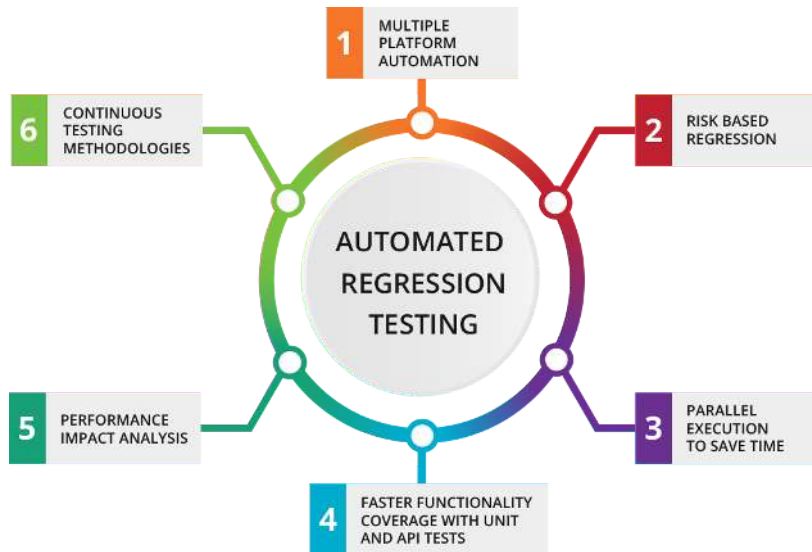 1
MULTIPLE
PLATFORM
AUTOMATION
2
RISK BASED
REGRESSION
3
PARALLEL
EXECUTION
TO SAVE TIME
4
FASTER FUNCTIONALITY
COVERAGE WITH UNIT
AND API TESTS
5
PERFORMANCE
IMPACT ANALYSIS
6
CONTINUOUS
TESTING
METHODOLOGIES
AUTOMATED
REGRESSION
TESTING